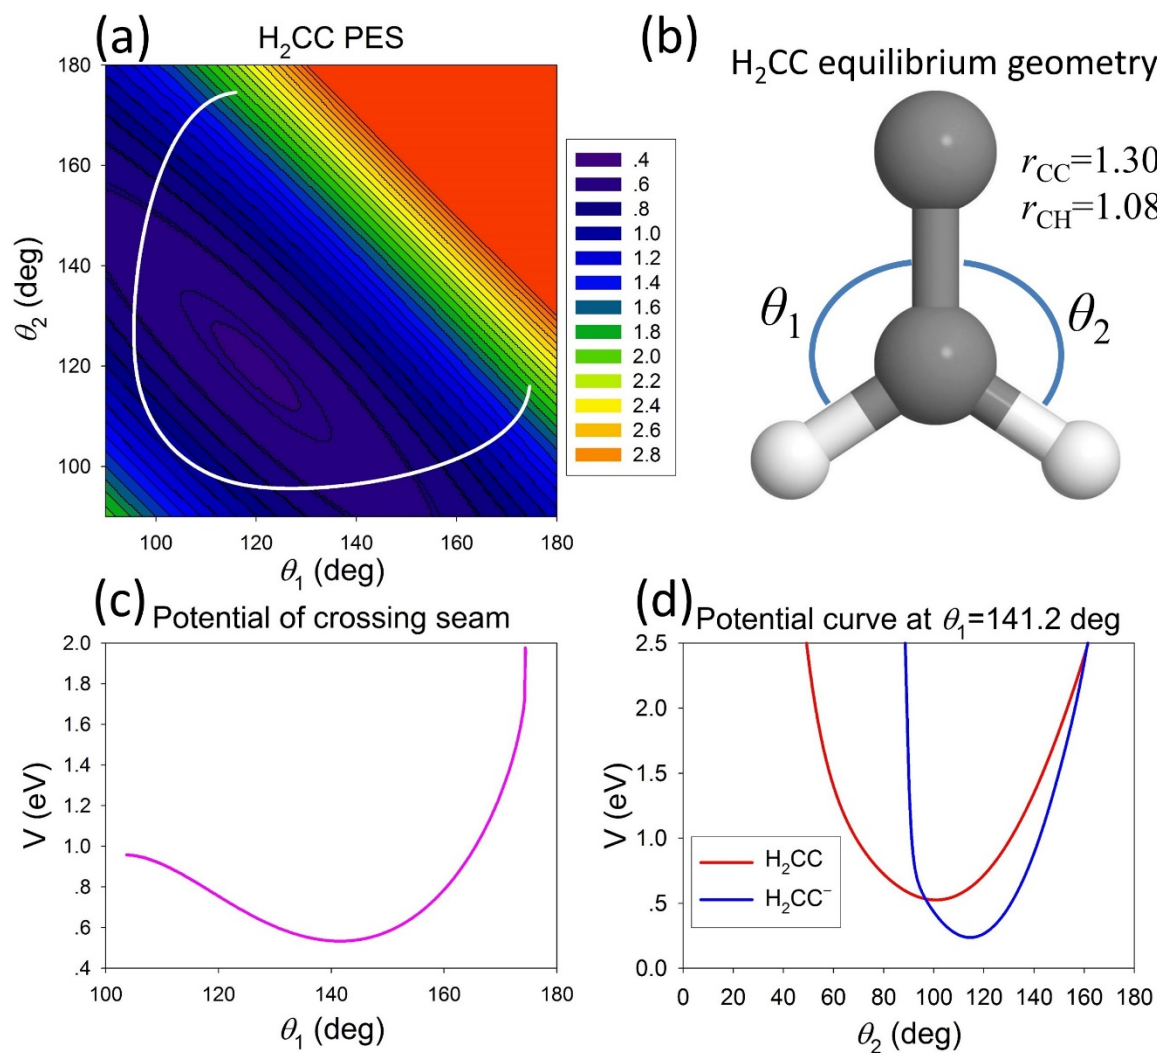 (a)
H₂CC PES
180
160
140
120
100
θ₂ (deg)
100 120 140 160 180
θ₁ (deg)
.4
.6
.8
1.0
1.2
1.4
1.6
1.8
2.0
2.2
2.4
2.6
2.8
(b)
H₂CC equilibrium geometry
r_CC=1.30
r_CH=1.08
θ₁
θ₂
(c)
Potential of crossing seam
2.0
1.8
1.6
1.4
1.2
1.0
.8
.6
.4
V (eV)
100 120 140 160 180
θ₁ (deg)
(d)
Potential curve at θ₁=141.2 deg
2.5
2.0
1.5
1.0
.5
0.0
V (eV)
H₂CC
H₂CC⁻
0 20 40 60 80 100 120 140 160 180
θ₂ (deg)